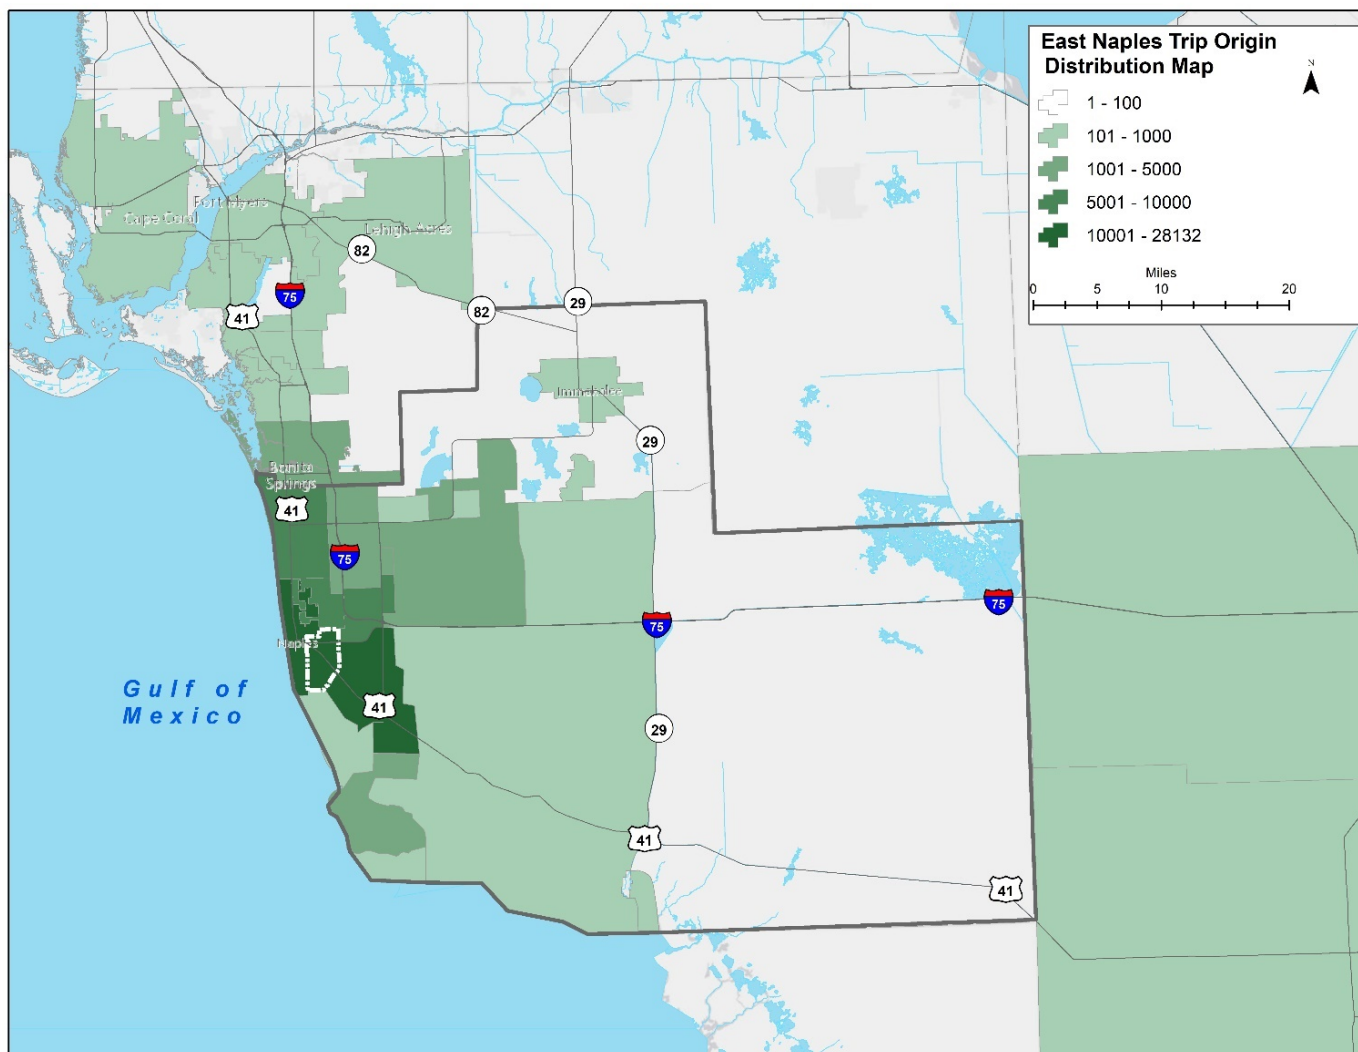 East Naples Trip Origin
Distribution Map
N
1 - 100
101 - 1000
1001 - 5000
5001 - 10000
10001 - 28132
Miles
0 5 10 20
Fort Myers
Cape Coral
Lehigh Acres
82
75
41
82
29
Immokalee
29
Bonita
Springs
41
75
75
75
Naples
Gulf of
Mexico
41
29
41
41